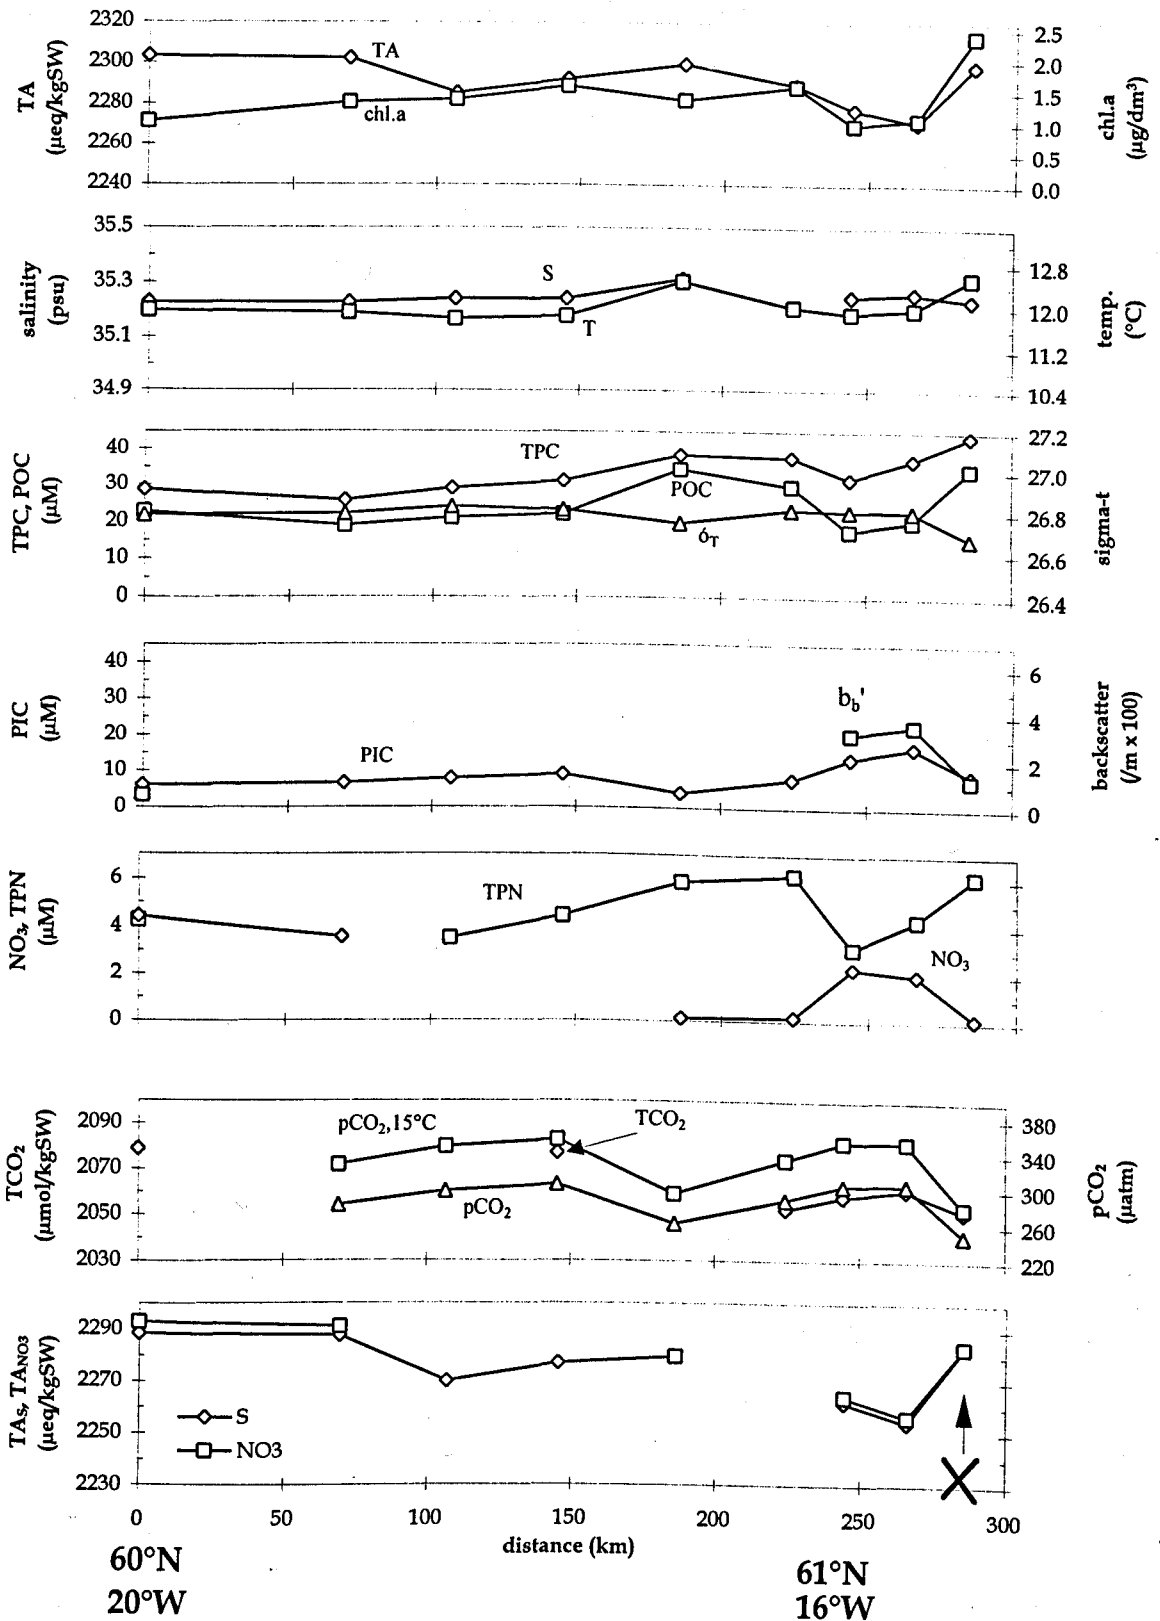 2320
2300
2280
2260
2240
TA
(µeq/kgSW)
TA
chl.a
2.5
2.0
1.5
1.0
0.5
0.0
chl.a
(µg/dm³)
35.5
35.3
35.1
34.9
salinity
(psu)
S
T
12.8
12.0
11.2
10.4
temp.
(°C)
40
30
20
10
0
TPC, POC
(µM)
TPC
POC
σT
27.2
27.0
26.8
26.6
26.4
sigma-t
40
30
20
10
0
PIC
(µM)
PIC
bb'
6
4
2
0
backscatter
(/m x 100)
6
4
2
0
NO₃, TPN
(µM)
TPN
NO₃
2090
2070
2050
2030
TCO₂
(µmol/kgSW)
pCO₂,15°C
TCO₂
pCO₂
380
340
300
260
220
pCO₂
(µatm)
2290
2270
2250
2230
TAS, TANO3
(µeq/kgSW)
S
NO3
0 50 100 150 200 250 300
distance (km)
60°N
20°W
61°N
16°W